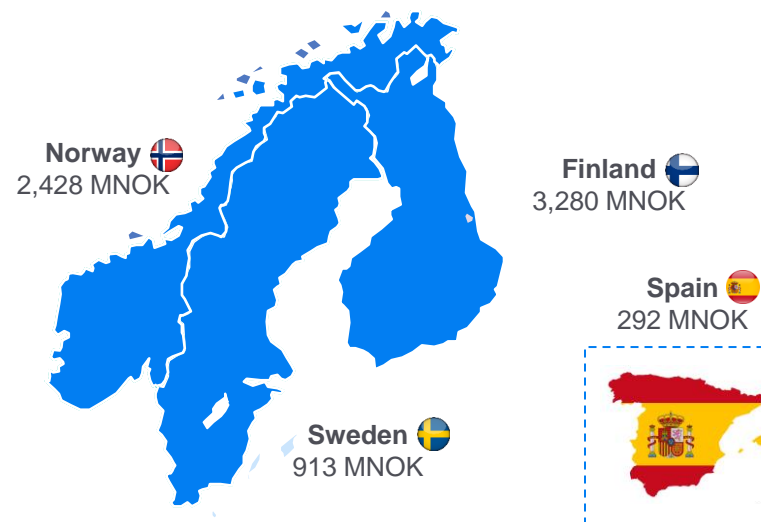 Norway
2,428 MNOK
Finland
3,280 MNOK
Spain
292 MNOK
Sweden
913 MNOK